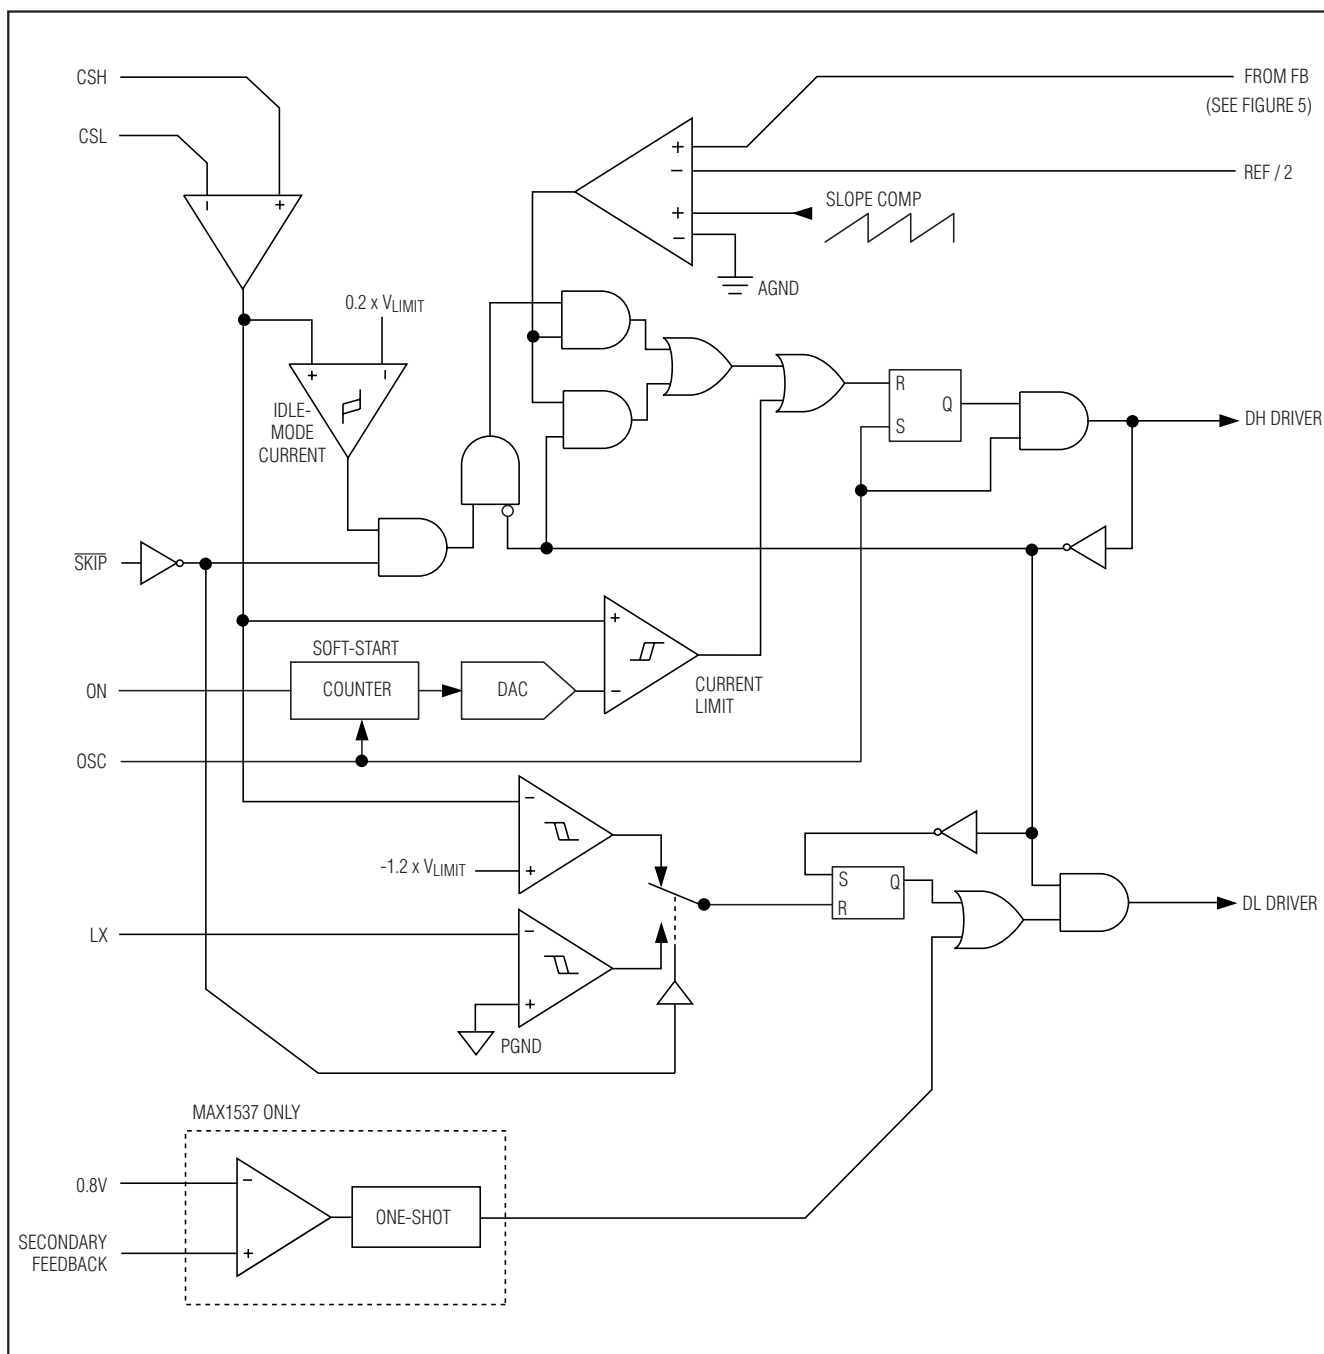 CSH
FROM FB
(SEE FIGURE 5)
CSL
+
−
REF / 2
−
+
+
SLOPE COMP
−
AGND
0.2 x VLIMIT
+
−
IDLE-
MODE
CURRENT
R
Q
S
DH DRIVER
SKIP
SOFT-START
+
ON
COUNTER
DAC
−
CURRENT
LIMIT
OSC
−
-1.2 x VLIMIT
+
S
Q
R
DL DRIVER
LX
−
+
PGND
MAX1537 ONLY
0.8V
−
ONE-SHOT
SECONDARY
FEEDBACK
+